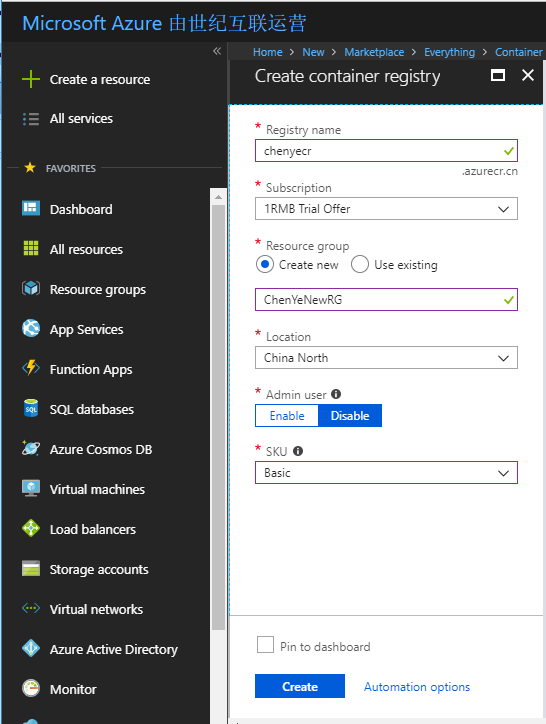 Microsoft Azure 由世纪互联运营
«
Home > New > Marketplace > Everything > Container
Create a resource
All services
FAVORITES
Dashboard
All resources
Resource groups
App Services
Function Apps
SQL databases
Azure Cosmos DB
Virtual machines
Load balancers
Storage accounts
Virtual networks
Azure Active Directory
Monitor
Create container registry
* Registry name
chenyecr
.azurecr.cn
* Subscription
1RMB Trial Offer
* Resource group
Create new Use existing
ChenYeNewRG
* Location
China North
* Admin user
Enable Disable
* SKU
Basic
Pin to dashboard
Create Automation options